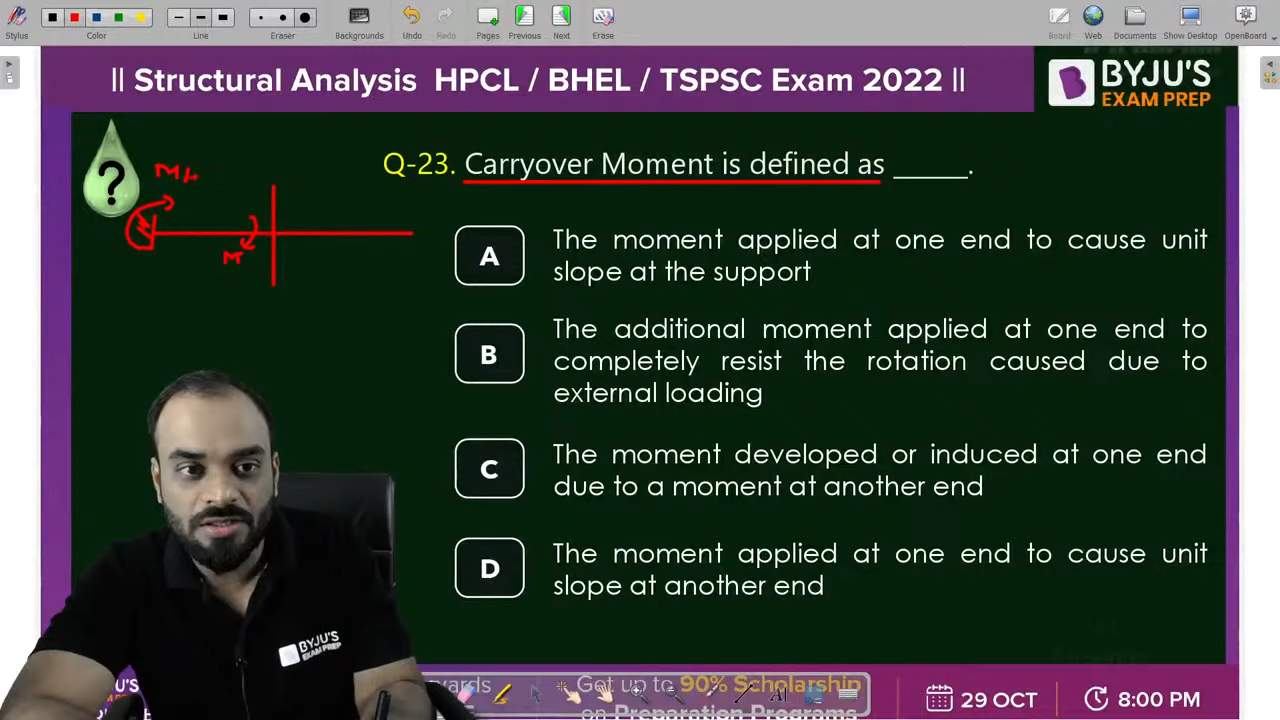 Stylus
Color
Line
Eraser
Backgrounds
Undo
Redo
Pages
Previous
Next
Erase
Board
Web
Documents
Show Desktop
OpenBoard
|| Structural Analysis HPCL / BHEL / TSPSC Exam 2022 ||
BYJU'S
EXAM PREP
?
M
M
Q-23. Carryover Moment is defined as _____.
A
The moment applied at one end to cause unit
slope at the support
B
The additional moment applied at one end to
completely resist the rotation caused due to
external loading
C
The moment developed or induced at one end
due to a moment at another end
D
The moment applied at one end to cause unit
slope at another end
BYJU'S
EXAM PREP
Get up to 90% Scholarship
on Preparation Programs
29 OCT
8:00 PM